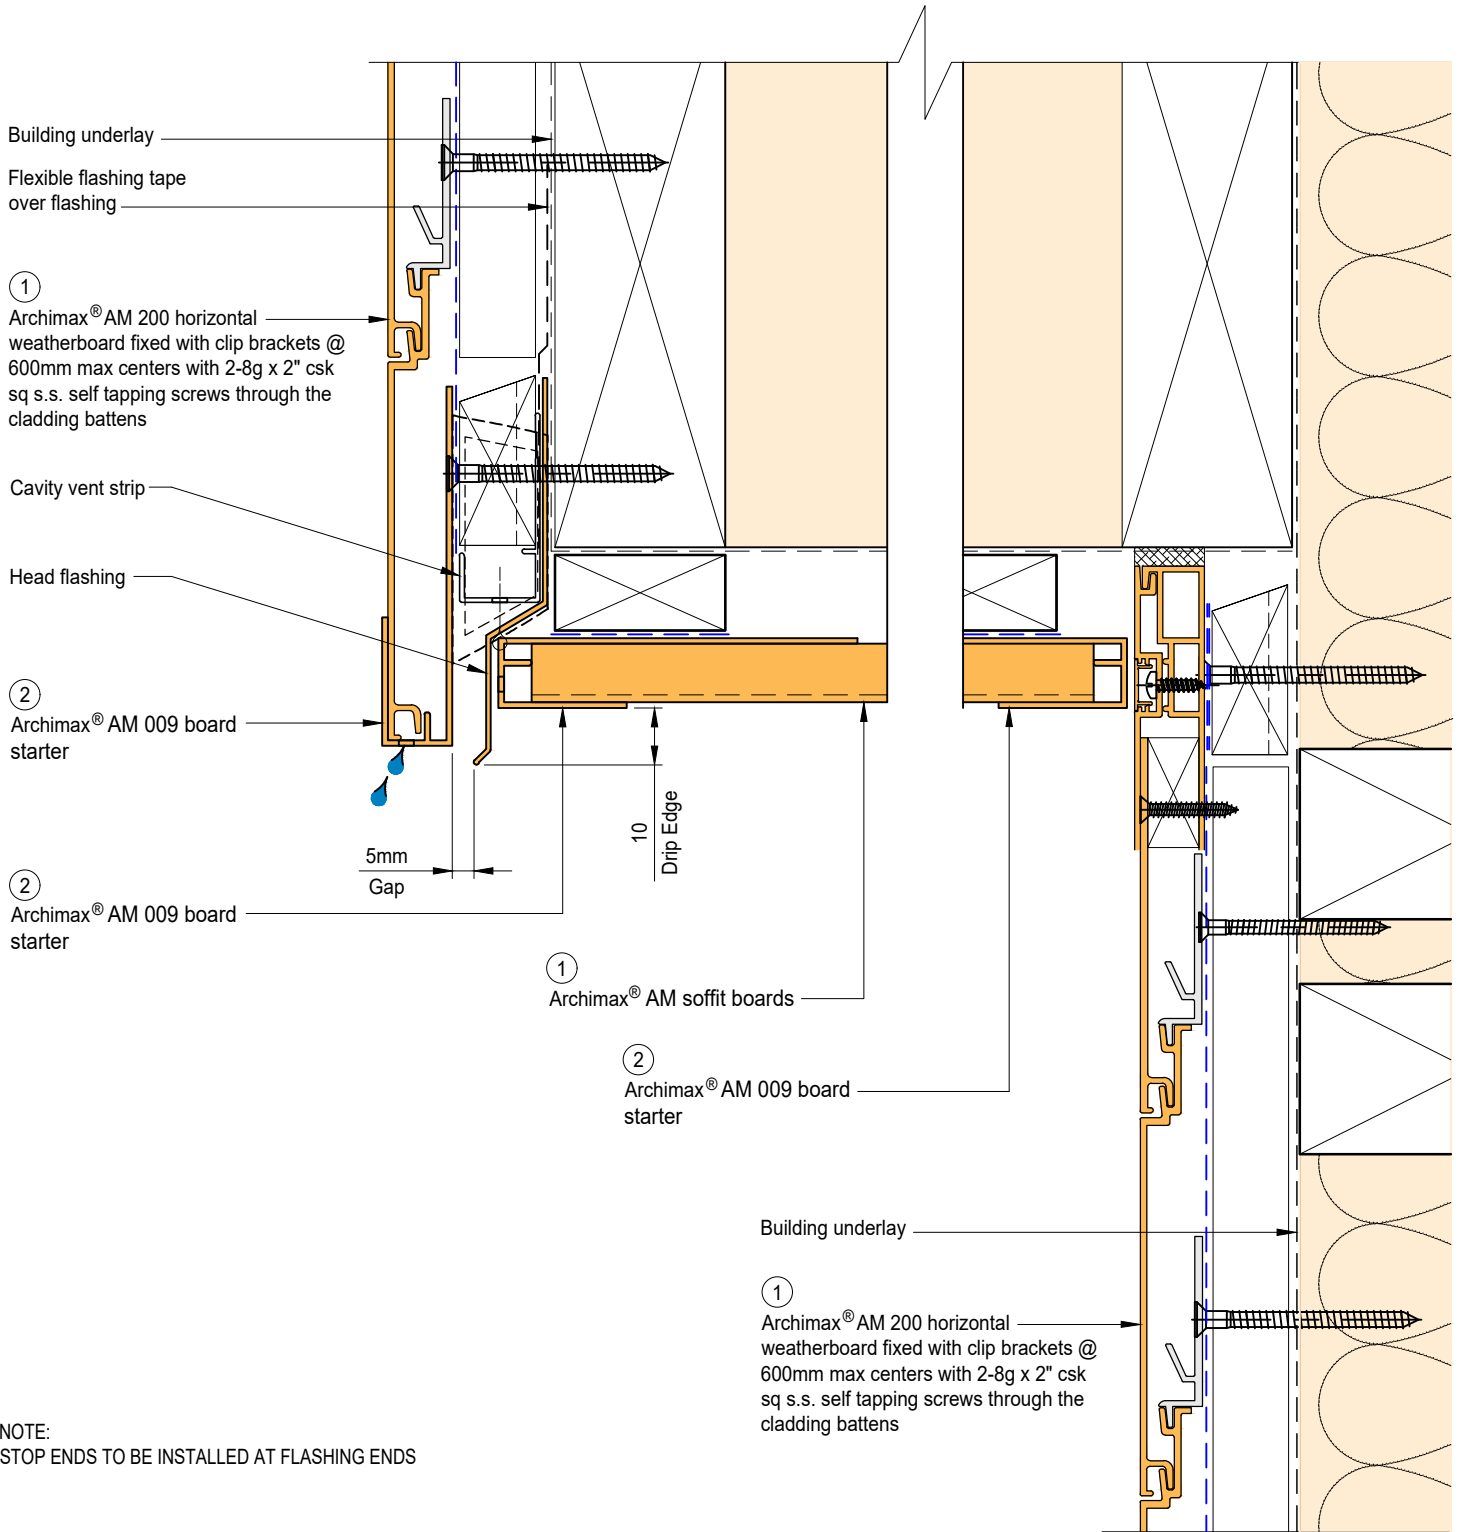 Building underlay
Flexible flashing tape
over flashing
1
Archimax® AM 200 horizontal
weatherboard fixed with clip brackets @
600mm max centers with 2-8g x 2" csk
sq s.s. self tapping screws through the
cladding battens
Cavity vent strip
Head flashing
2
Archimax® AM 009 board
starter
5mm
Gap
10
Drip Edge
2
Archimax® AM 009 board
starter
1
Archimax® AM soffit boards
2
Archimax® AM 009 board
starter
Building underlay
1
Archimax® AM 200 horizontal
weatherboard fixed with clip brackets @
600mm max centers with 2-8g x 2" csk
sq s.s. self tapping screws through the
cladding battens
NOTE:
STOP ENDS TO BE INSTALLED AT FLASHING ENDS